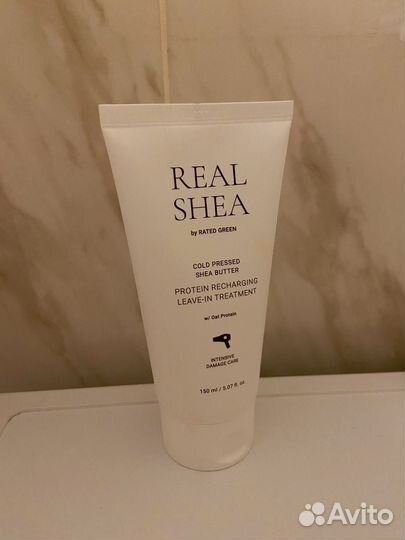 REAL
SHEA
by RATED GREEN
COLD PRESSED
SHEA BUTTER
PROTEIN RECHARGING
LEAVE-IN TREATMENT
w/ Oat Protein
INTENSIVE
DAMAGE CARE
150 ml / 5.07 fl. oz.
Avito